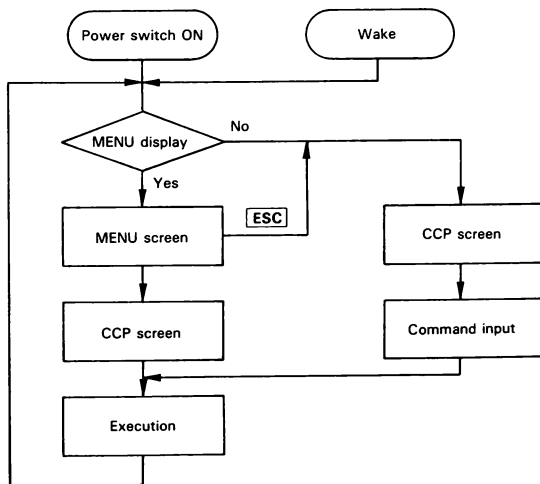 Power switch ON
Wake
MENU display
No
Yes
MENU screen
ESC
CCP screen
CCP screen
Command input
Execution